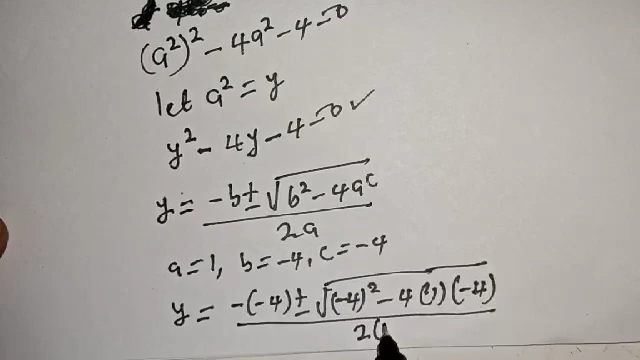 (a²)² - 4a² - 4 = 0
let a² = y
y² - 4y - 4 = 0 ✓
y = -b ± √b² - 4ac / 2a
a = 1, b = -4, c = -4
y = -(-4) ± √(-4)² - 4(1)(-4) / 2(